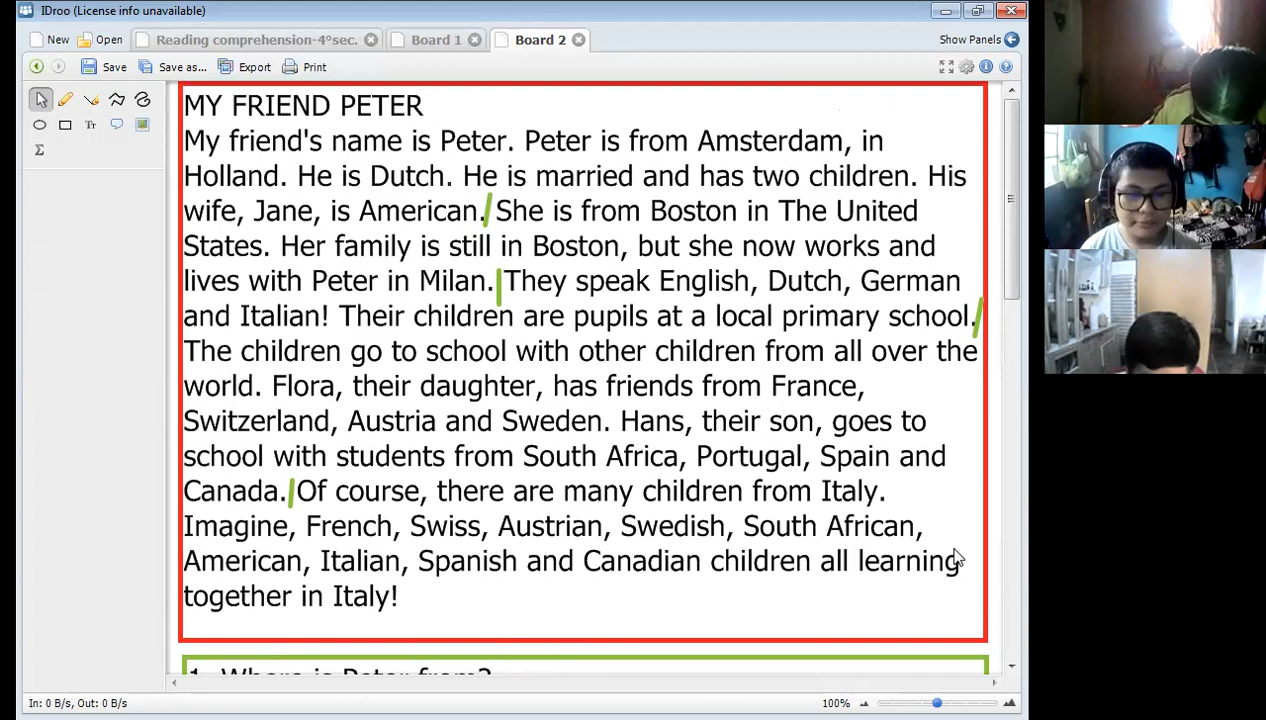 IDroo (License info unavailable)
New Open Reading comprehension-4°sec. Board 1 Board 2 Show Panels
Save Save as... Export Print
MY FRIEND PETER
My friend's name is Peter. Peter is from Amsterdam, in
Holland. He is Dutch. He is married and has two children. His
wife, Jane, is American. She is from Boston in The United
States. Her family is still in Boston, but she now works and
lives with Peter in Milan. They speak English, Dutch, German
and Italian! Their children are pupils at a local primary school.
The children go to school with other children from all over the
world. Flora, their daughter, has friends from France,
Switzerland, Austria and Sweden. Hans, their son, goes to
school with students from South Africa, Portugal, Spain and
Canada. Of course, there are many children from Italy.
Imagine, French, Swiss, Austrian, Swedish, South African,
American, Italian, Spanish and Canadian children all learning
together in Italy!
1. Where is Peter from?
In: 0 B/s, Out: 0 B/s 100%